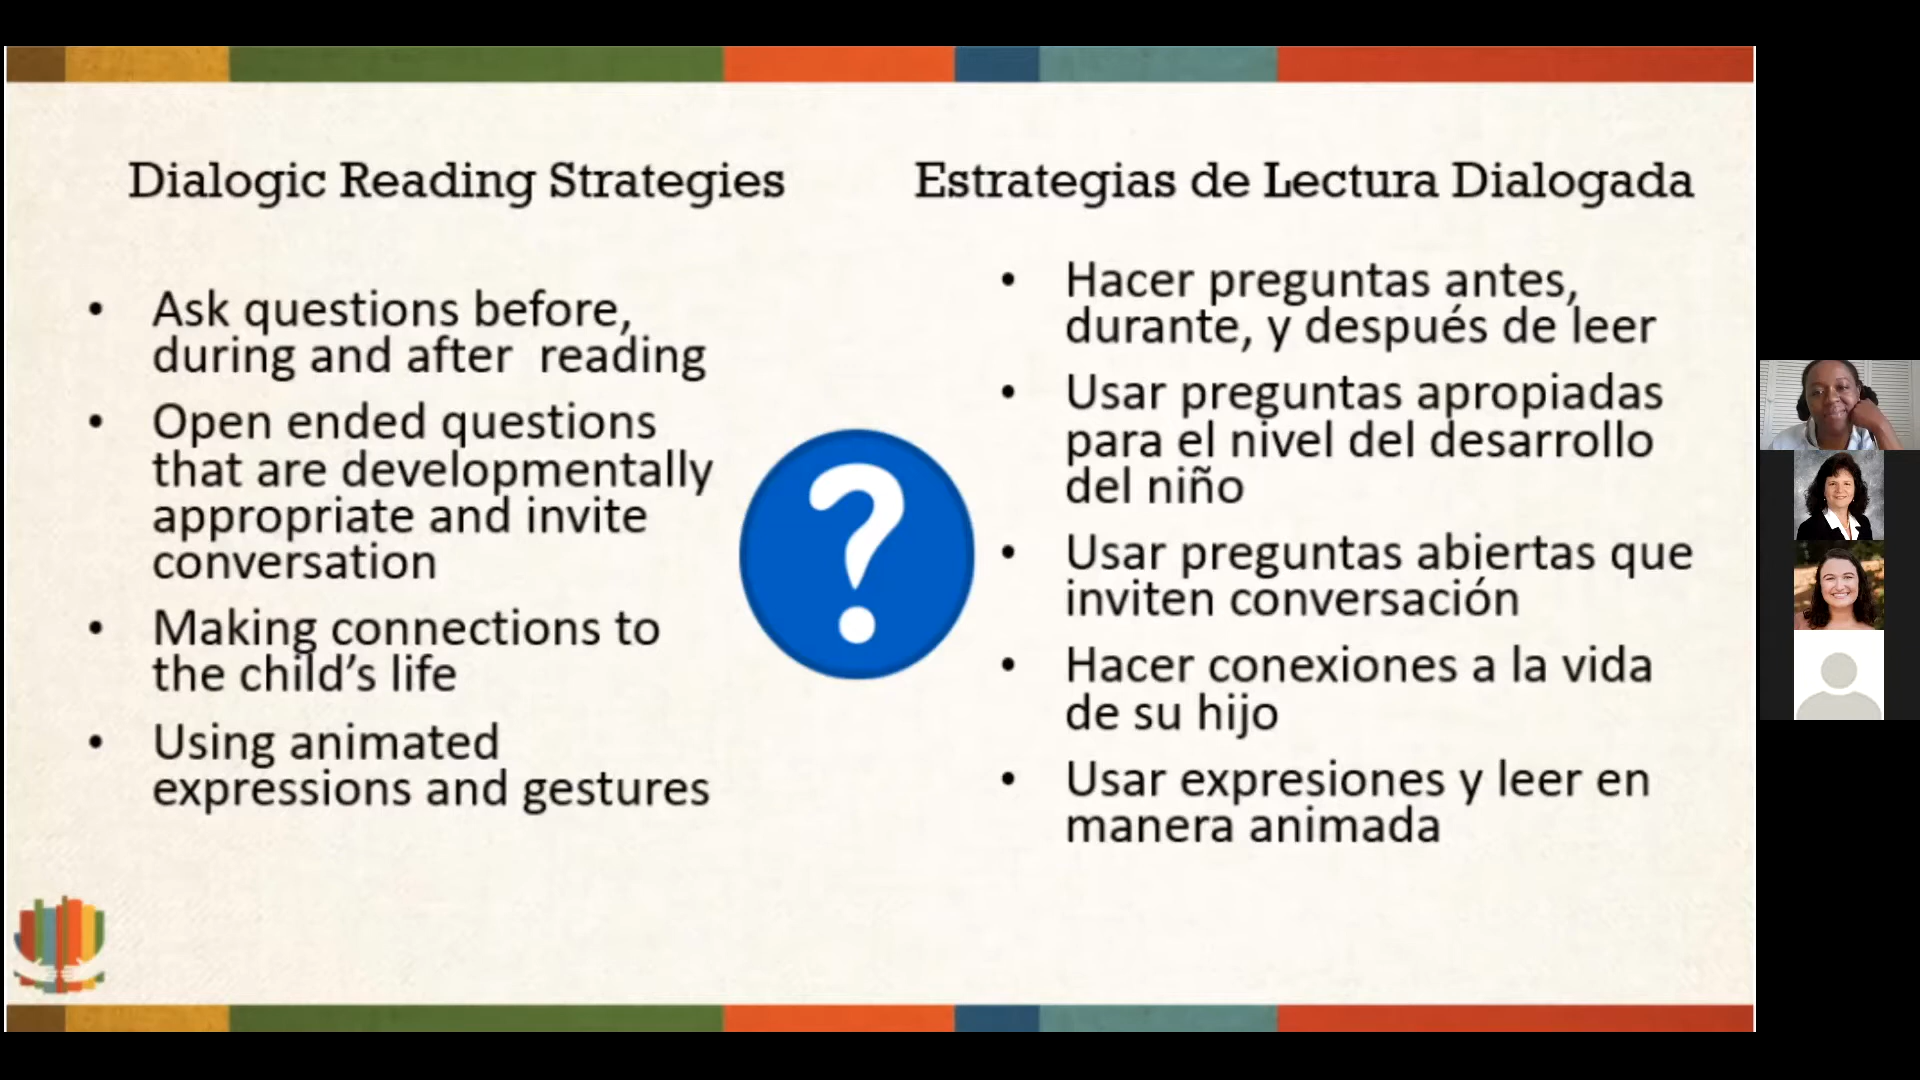 Dialogic Reading Strategies
• Ask questions before,
during and after  reading
• Open ended questions
that are developmentally
appropriate and invite
conversation
• Making connections to
the child’s life
• Using animated
expressions and gestures
?
Estrategias de Lectura Dialogada
• Hacer preguntas antes,
durante, y después de leer
• Usar preguntas apropiadas
para el nivel del desarrollo
del niño
• Usar preguntas abiertas que
inviten conversación
• Hacer conexiones a la vida
de su hijo
• Usar expresiones y leer en
manera animada